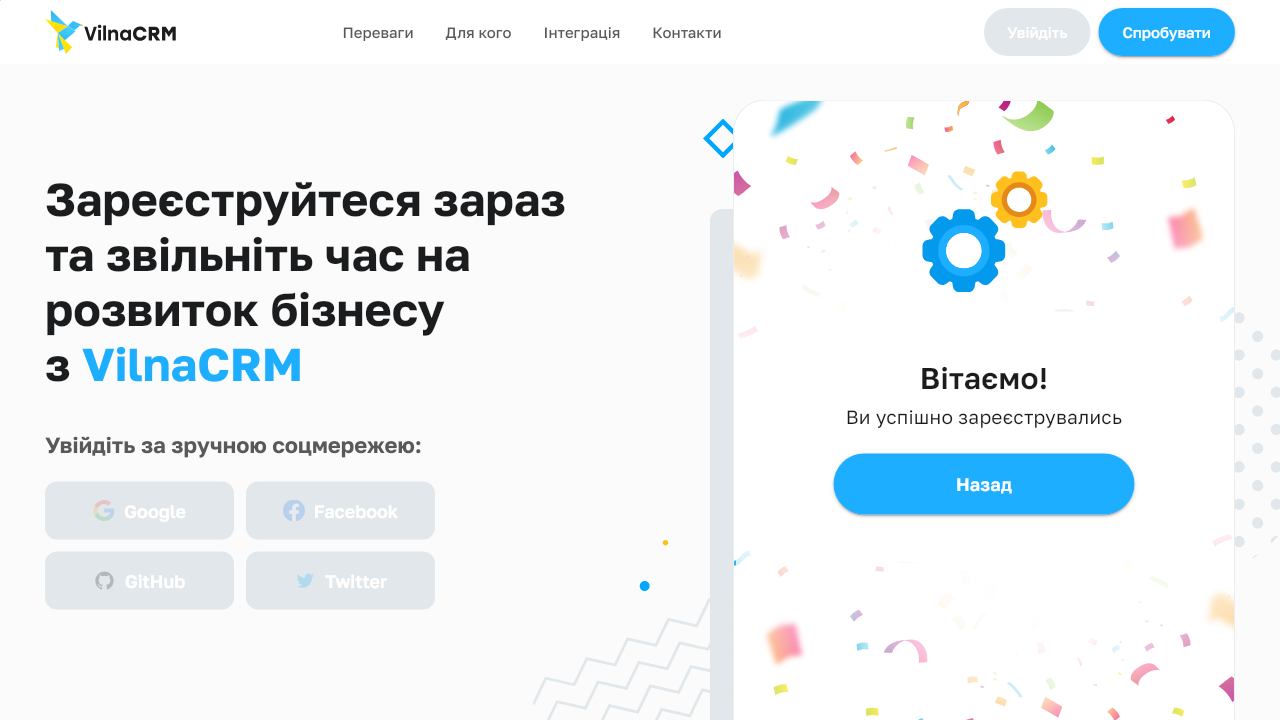 VilnaCRM
Переваги
Для кого
Інтеграція
Контакти
Увійдіть
Спробувати
Зареєструйтеся зараз
та звільніть час на
розвиток бізнесу
з VilnaCRM
Увійдіть за зручною соцмережею:
Google
Facebook
GitHub
Twitter
Вітаємо!
Ви успішно зареєструвались
Назад